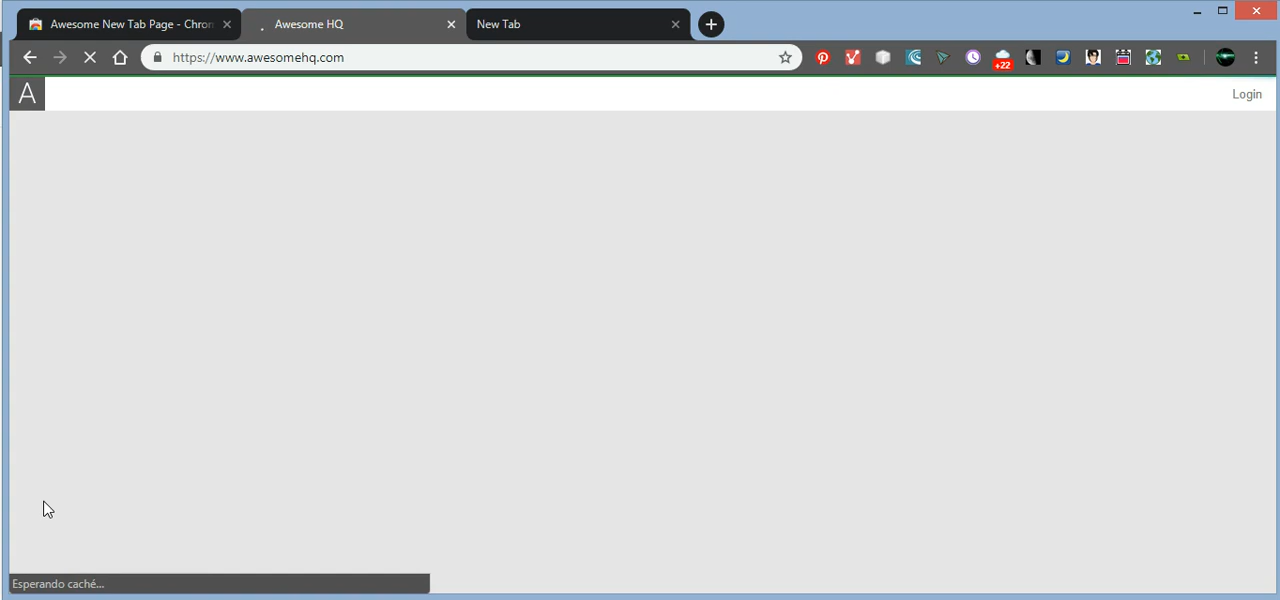 Awesome New Tab Page - Chron
Awesome HQ
New Tab
https://www.awesomehq.com
+22
A
Login
Esperando caché...